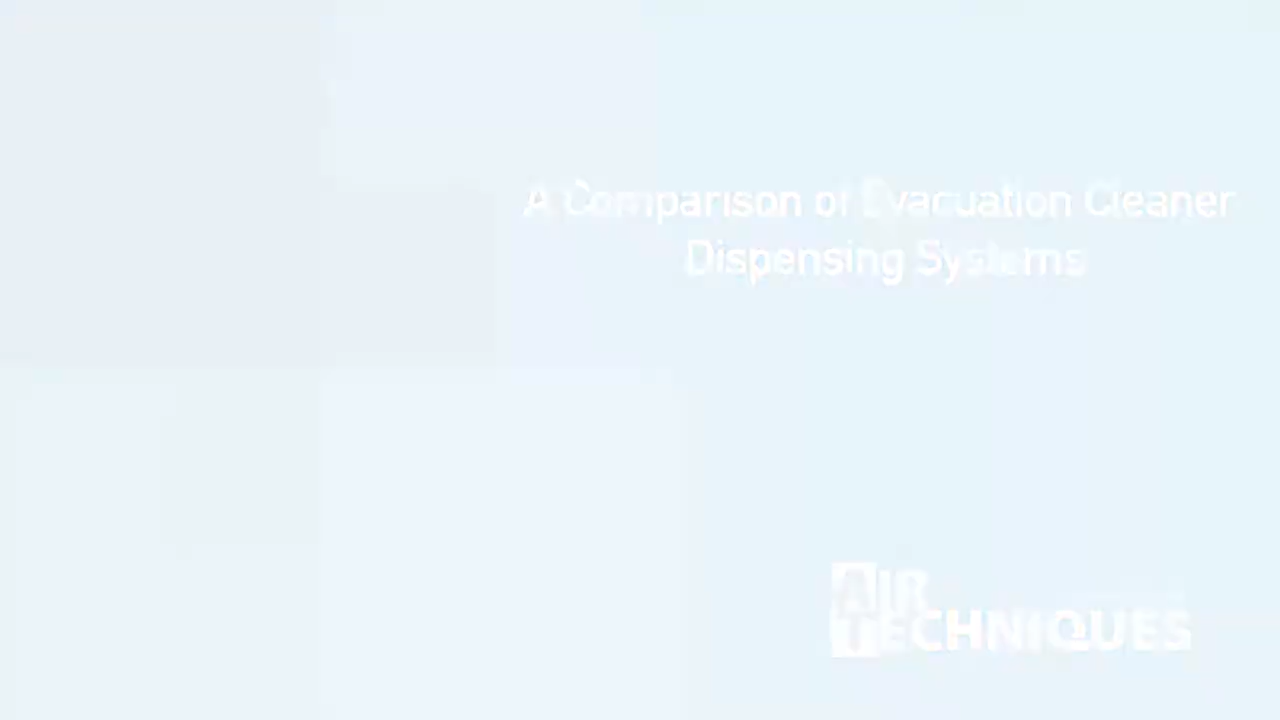 A Comparison of Evacuation Cleaner
Dispensing Systems
AIR
TECHNIQUES